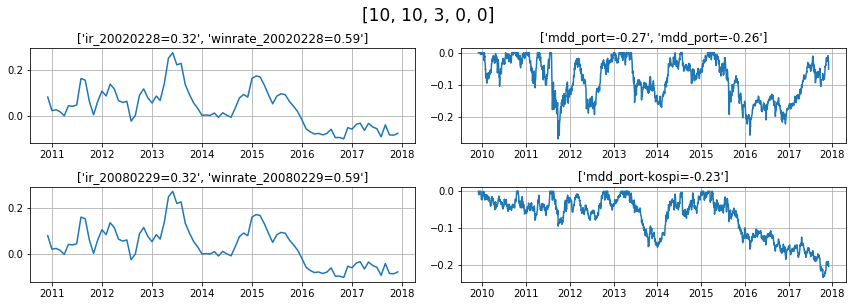 [10, 10, 3, 0, 0]
['ir_20020228=0.32', 'winrate_20020228=0.59']
0.2
0.0
2011 2012 2013 2014 2015 2016 2017 2018
['mdd_port=-0.27', 'mdd_port=-0.26']
0.0
−0.1
−0.2
2010 2011 2012 2013 2014 2015 2016 2017 2018
['ir_20080229=0.32', 'winrate_20080229=0.59']
0.2
0.0
2011 2012 2013 2014 2015 2016 2017 2018
['mdd_port-kospi=-0.23']
0.0
−0.1
−0.2
2010 2011 2012 2013 2014 2015 2016 2017 2018